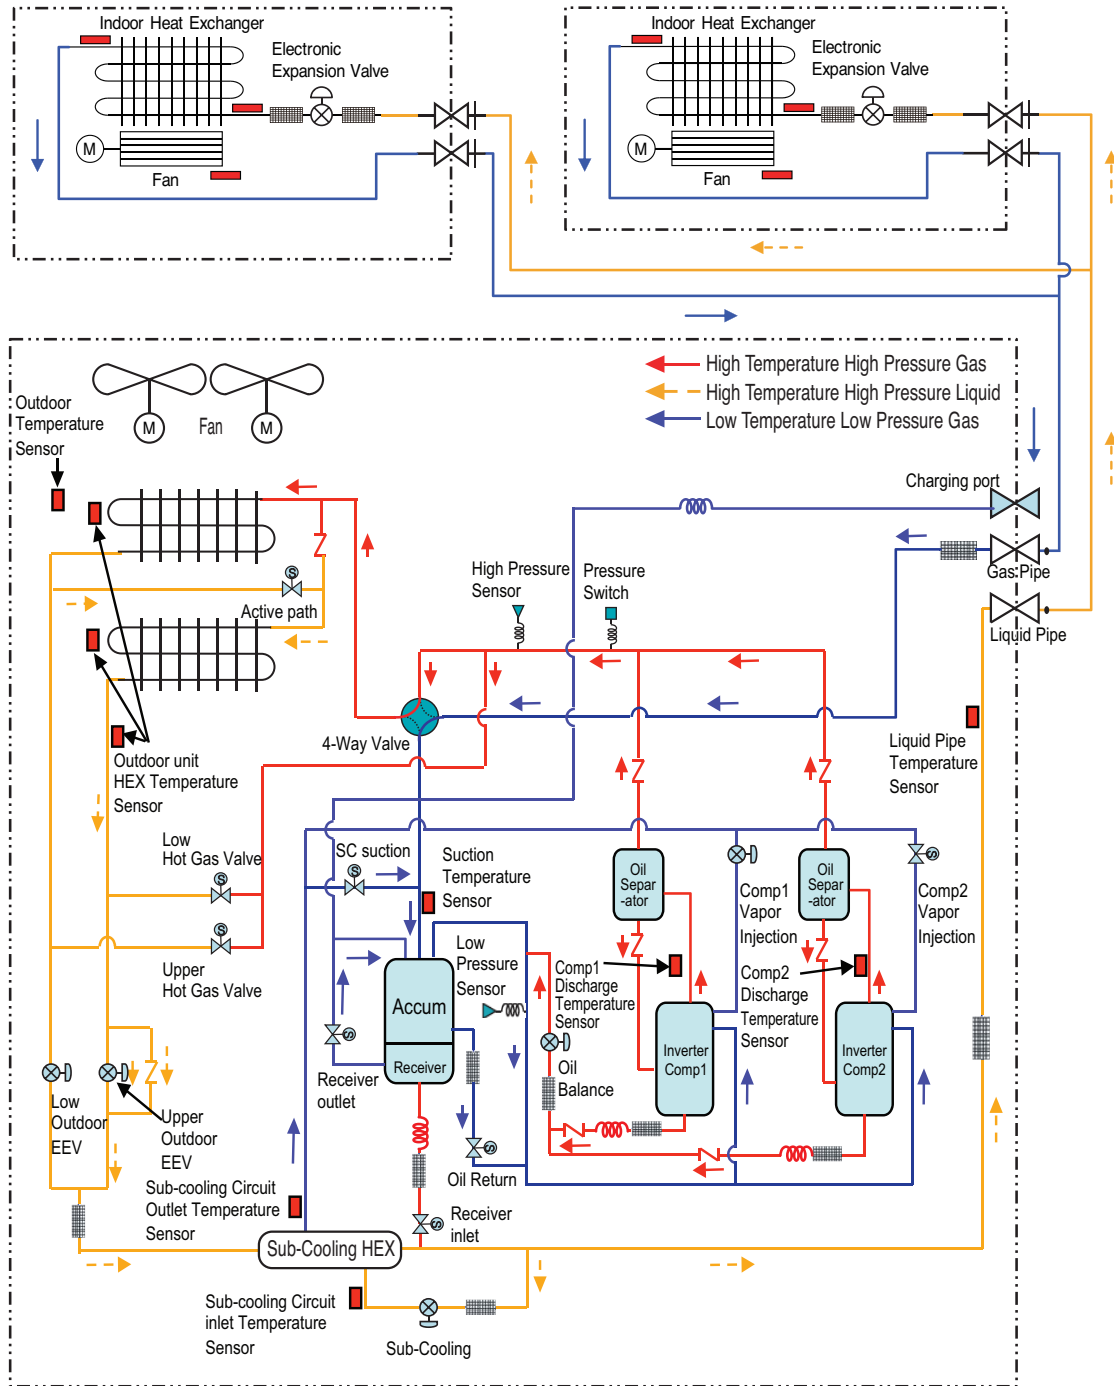 Indoor Heat Exchanger
Electronic
Expansion Valve
M
Fan
Indoor Heat Exchanger
Electronic
Expansion Valve
M
Fan
High Temperature High Pressure Gas
High Temperature High Pressure Liquid
Low Temperature Low Pressure Gas
Outdoor
Temperature
Sensor
M
Fan
M
Charging port
Gas Pipe
Liquid Pipe
High Pressure
Sensor
Pressure
Switch
S
Active path
4-Way Valve
Outdoor unit
HEX Temperature
Sensor
Liquid Pipe
Temperature
Sensor
Low
Hot Gas Valve
S
S
Upper
Hot Gas Valve
SC suction
S
Suction
Temperature
Sensor
Oil
Separ
-ator
Oil
Separ
-ator
S
Comp1
Vapor
Injection
Comp2
Vapor
Injection
Low
Pressure
Sensor
Accum
Receiver
S
Receiver
outlet
Comp1
Discharge
Temperature
Sensor
Comp2
Discharge
Temperature
Sensor
Oil
Balance
Inverter
Comp1
Inverter
Comp2
Low
Outdoor
EEV
Upper
Outdoor
EEV
S
Oil Return
Sub-cooling Circuit
Outlet Temperature
Sensor
S
Receiver
inlet
Sub-Cooling HEX
Sub-cooling Circuit
inlet Temperature
Sensor
Sub-Cooling